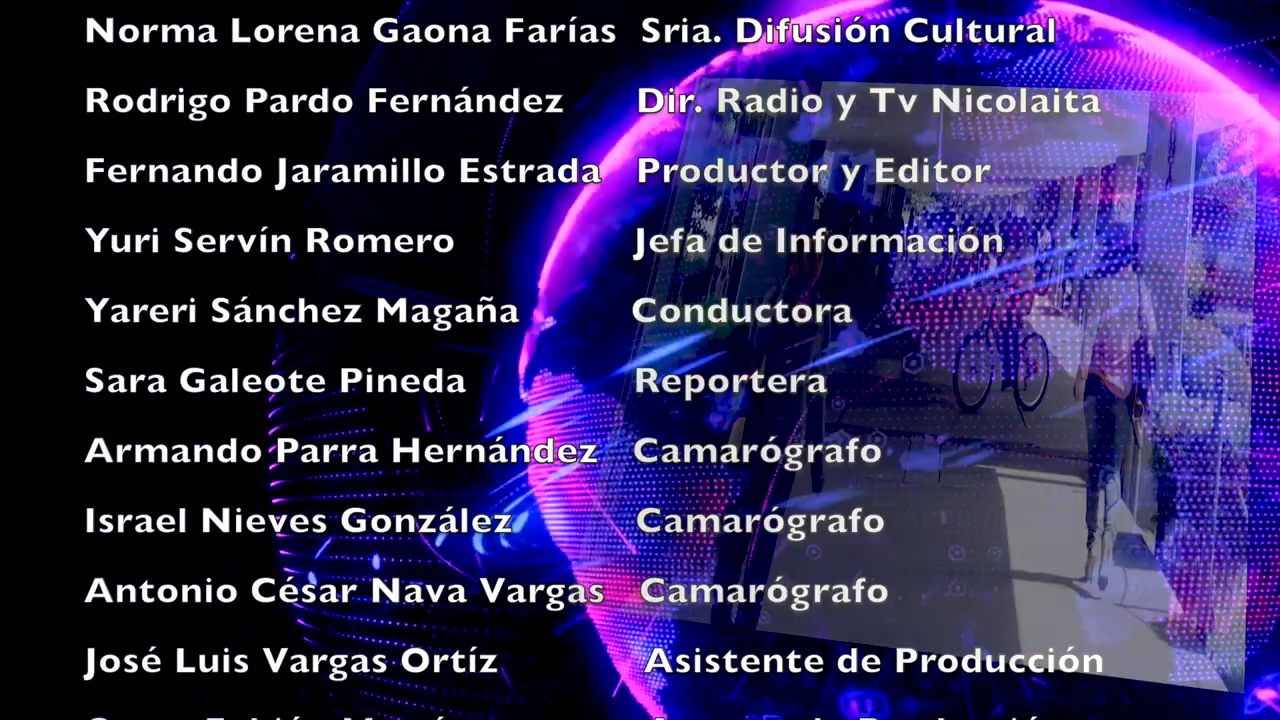 Norma Lorena Gaona Farías Sria. Difusión Cultural
Rodrigo Pardo Fernández Dir. Radio y Tv Nicolaita
Fernando Jaramillo Estrada Productor y Editor
Yuri Servín Romero Jefa de Información
Yareri Sánchez Magaña Conductora
Sara Galeote Pineda Reportera
Armando Parra Hernández Camarógrafo
Israel Nieves González Camarógrafo
Antonio César Nava Vargas Camarógrafo
José Luis Vargas Ortíz Asistente de Producción